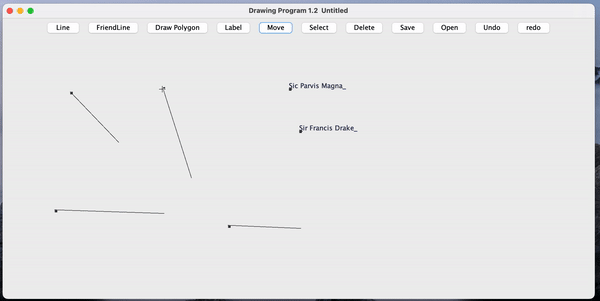 Drawing Program 1.2 Untitled
Line FriendLine Draw Polygon Label Move Select Delete Save Open Undo redo
Sic Parvis Magna_
Sir Francis Drake_